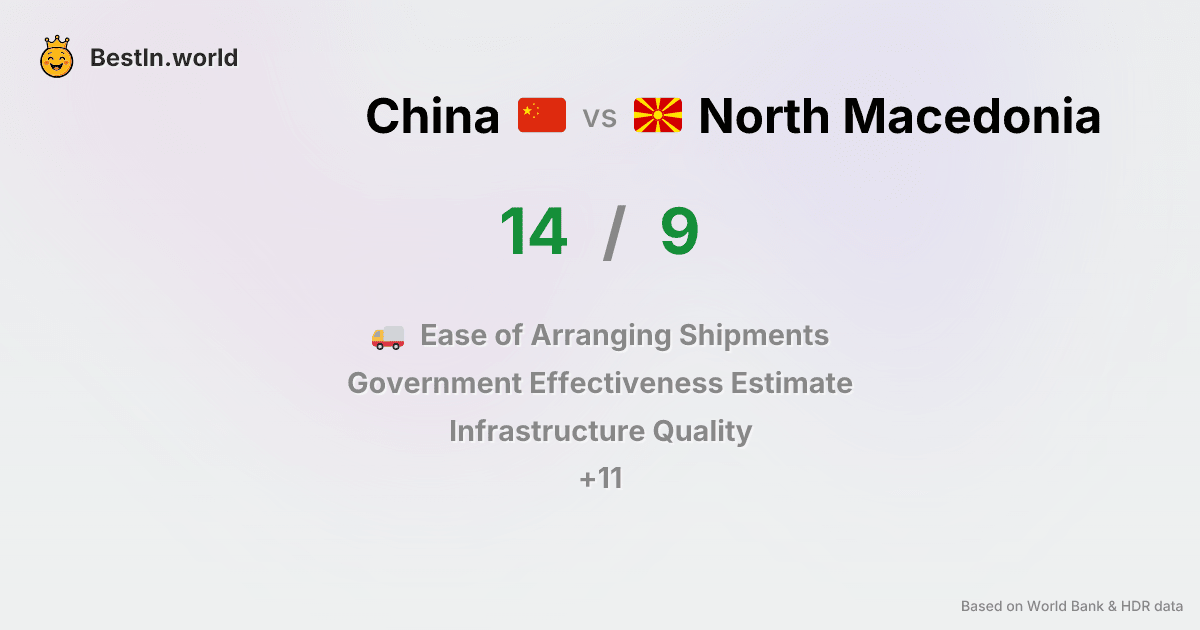 BestIn.world
China vs North Macedonia
14 / 9
Ease of Arranging Shipments
Government Effectiveness Estimate
Infrastructure Quality
+11
Based on World Bank & HDR data